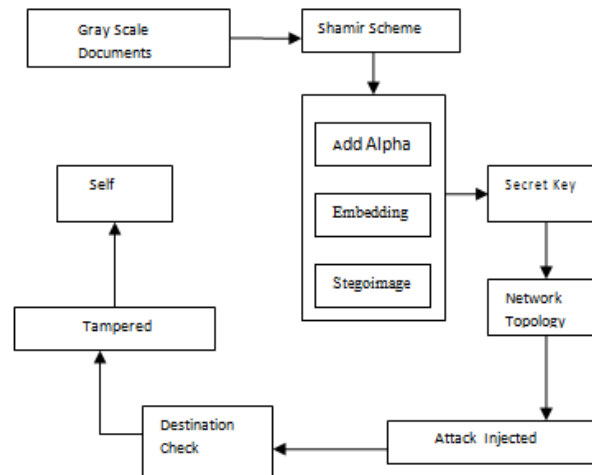 Gray Scale
Documents
Shamir Scheme
Add Alpha
Embedding
Stegoimage
Secret Key
Network
Topology
Attack Injected
Destination
Check
Tampered
Self